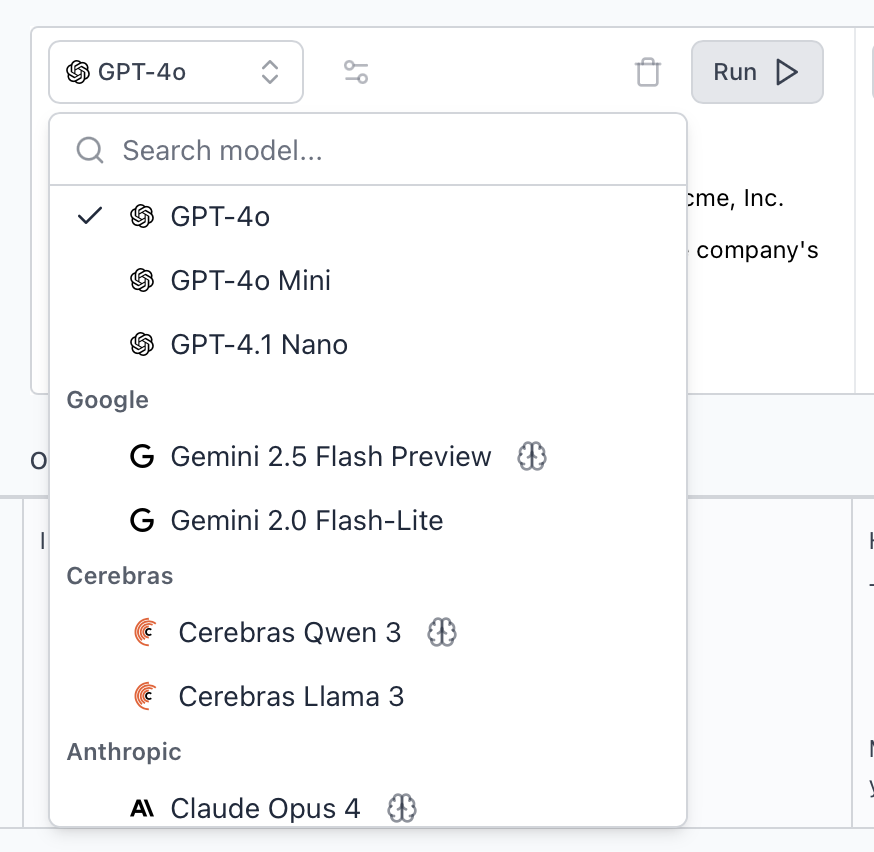 GPT-4o
Run
Search model...
cme, Inc.
GPT-4o
company's
GPT-4o Mini
GPT-4.1 Nano
Google
Gemini 2.5 Flash Preview
Gemini 2.0 Flash-Lite
Cerebras
Cerebras Qwen 3
Cerebras Llama 3
Anthropic
Claude Opus 4